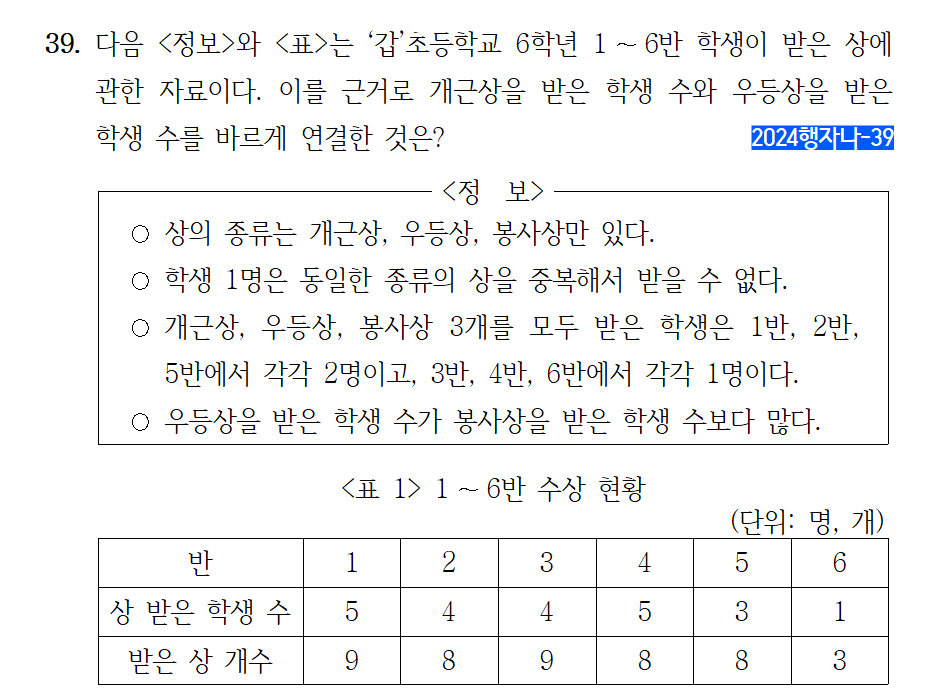 39. 다음 <정보>와 <표>는 ‘갑’초등학교 6학년 1 ~ 6반 학생이 받은 상에
관한 자료이다. 이를 근거로 개근상을 받은 학생 수와 우등상을 받은
학생 수를 바르게 연결한 것은?
2024행자나-39
<정 보>
○ 상의 종류는 개근상, 우등상, 봉사상만 있다.
○ 학생 1명은 동일한 종류의 상을 중복해서 받을 수 없다.
○ 개근상, 우등상, 봉사상 3개를 모두 받은 학생은 1반, 2반,
5반에서 각각 2명이고, 3반, 4반, 6반에서 각각 1명이다.
○ 우등상을 받은 학생 수가 봉사상을 받은 학생 수보다 많다.
<표 1> 1 ~ 6반 수상 현황
(단위: 명, 개)
반 1 2 3 4 5 6
상 받은 학생 수 5 4 4 5 3 1
받은 상 개수 9 8 9 8 8 3